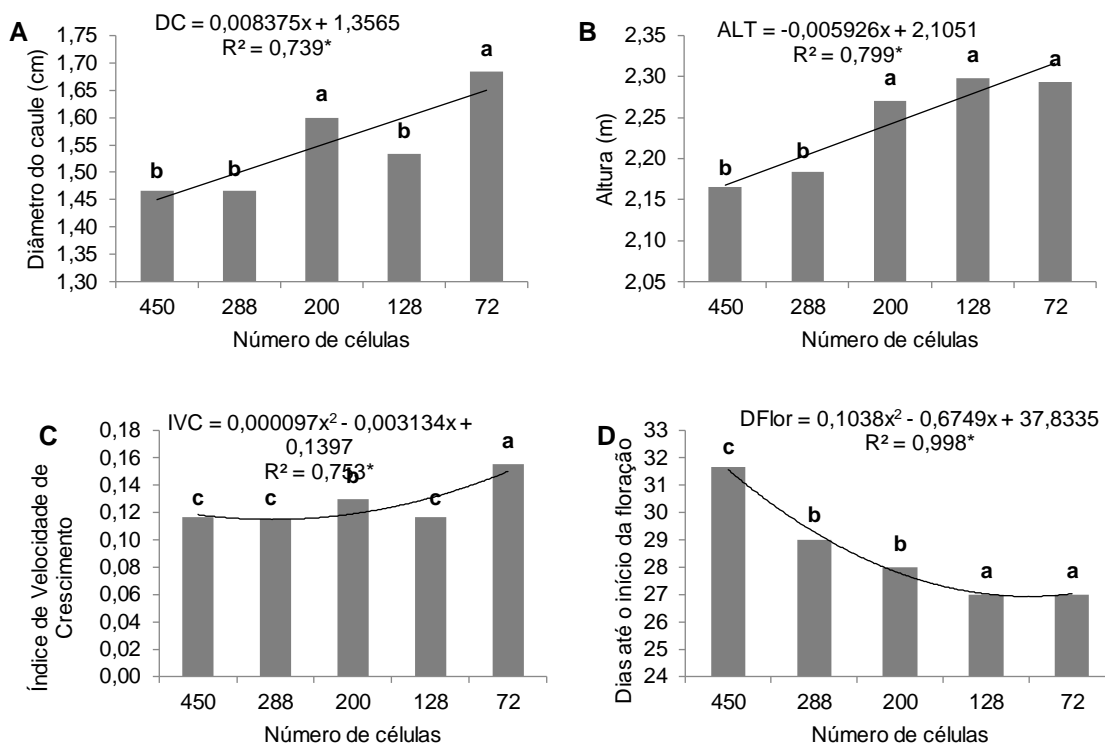 A
DC = 0,008375x + 1,3565
R² = 0,739*
Diâmetro do caule (cm)
1,75
1,70
1,65
1,60
1,55
1,50
1,45
1,40
1,35
1,30
b
b
a
b
a
450
288
200
128
72
Número de células
B
ALT = -0,005926x + 2,1051
R² = 0,799*
Altura (m)
2,35
2,30
2,25
2,20
2,15
2,10
2,05
b
b
a
a
a
450
288
200
128
72
Número de células
C
IVC = 0,000097x² - 0,003134x +
0,1397
R² = 0,753*
Índice de Velocidade de
Crescimento
0,18
0,16
0,14
0,12
0,10
0,08
0,06
0,04
0,02
0,00
c
c
b
c
a
450
288
200
128
72
Número de células
D
DFlor = 0,1038x² - 0,6749x + 37,8335
R² = 0,998*
Dias até o início da floração
33
32
31
30
29
28
27
26
25
24
c
b
b
a
a
450
288
200
128
72
Número de células